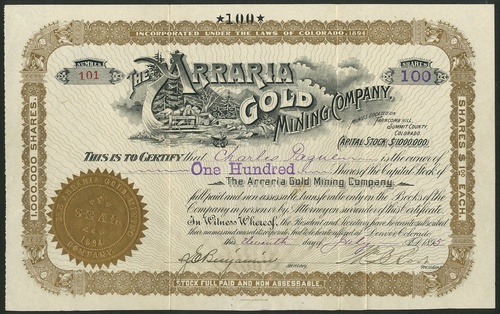 ★100★
INCORPORATED UNDER THE LAWS OF COLORADO, 1894
NUMBER
101
SHARES
100
THE ARRARIA
GOLD
MINING COMPANY.
MINES LOCATED ON
SUMMIT COUNTY,
COLORADO.
CAPITAL STOCK, $1,000,000.
THIS IS TO CERTIFY that Charles is the owner of
One Hundred Shares of the Capital Stock of
The Arraria Gold Mining Company
full paid and non assessable, transferable only on the Books of the
Company in person or by Attorney on surrender of this Certificate.
In Witness Whereof, the President and Secretary have hereunto subscribed
their names and caused the corporate Seal to be hereto affixed at Denver Colorado
this Eleventh day of July A.D. 1895
J. C. Benjamin
SECRETARY
PRESIDENT
STOCK FULL PAID AND NON ASSESSABLE.
1,000,000 SHARES.
SHARES $1.00 EACH.
SEAL
COMPANY